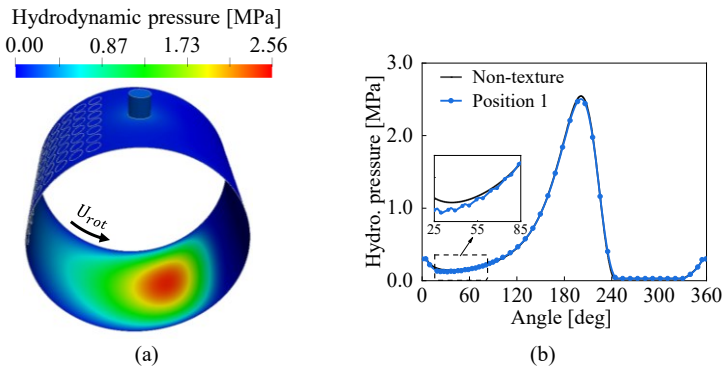 Hydrodynamic pressure [MPa]
0.00 0.87 1.73 2.56
U_rot
(a)
Hydro. pressure [MPa]
3.0
2.0
1.0
0.0
Non-texture
Position 1
25 55 85
0 60 120 180 240 300 360
Angle [deg]
(b)